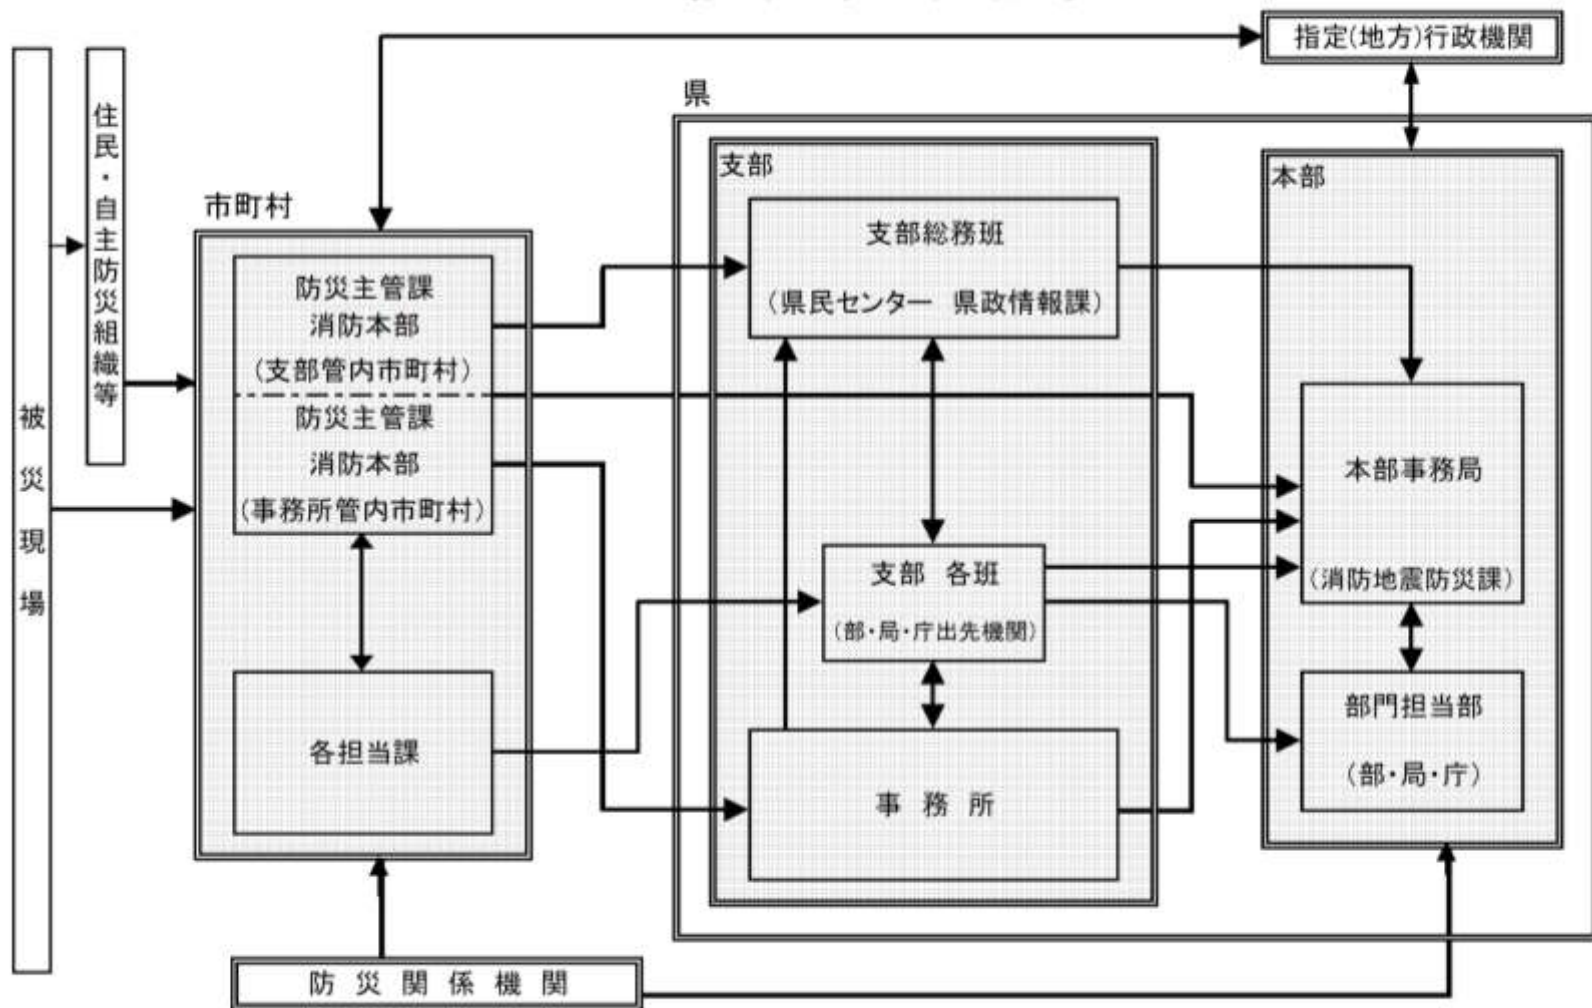 指定(地方)行政機関
県
住民・自主防災組織等
支部
本部
市町村
支部総務班
(県民センター 県政情報課)
防災主管課
消防本部
(支部管内市町村)
防災主管課
消防本部
(事務所管内市町村)
被災現場
本部事務局
(消防地震防災課)
支部 各班
(部・局・庁出先機関)
部門担当部
(部・局・庁)
各担当課
事務所
防災関係機関